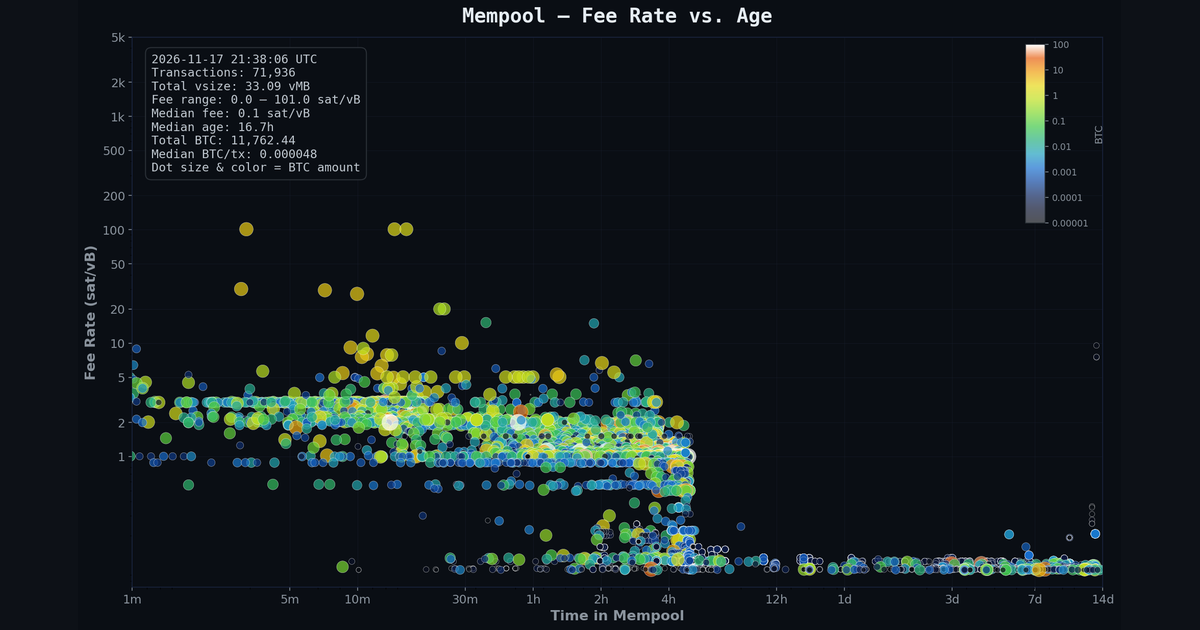 Mempool — Fee Rate vs. Age
2026-11-17 21:38:06 UTC
Transactions: 71,936
Total vsize: 33.09 vMB
Fee range: 0.0 – 101.0 sat/vB
Median fee: 0.1 sat/vB
Median age: 16.7h
Total BTC: 11,762.44
Median BTC/tx: 0.000048
Dot size & color = BTC amount
100
10
1
0.1
0.01
0.001
0.0001
0.00001
BTC
5k
2k
1k
500
200
100
50
20
10
5
2
1
Fee Rate (sat/vB)
1m
5m
10m
30m
1h
2h
4h
12h
1d
3d
7d
14d
Time in Mempool